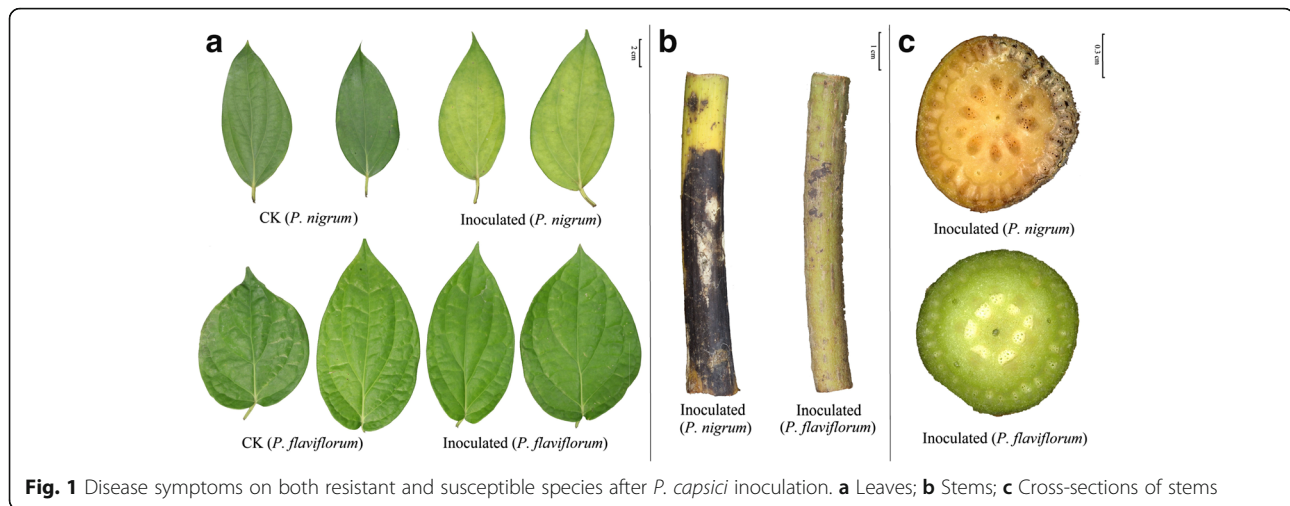 a
2 cm
CK (P. nigrum)
Inoculated (P. nigrum)
CK (P. flaviflorum)
Inoculated (P. flaviflorum)
b
1 cm
Inoculated
(P. nigrum)
Inoculated
(P. flaviflorum)
c
0.3 cm
Inoculated (P. nigrum)
Inoculated (P. flaviflorum)
Fig. 1 Disease symptoms on both resistant and susceptible species after P. capsici inoculation. a Leaves; b Stems; c Cross-sections of stems